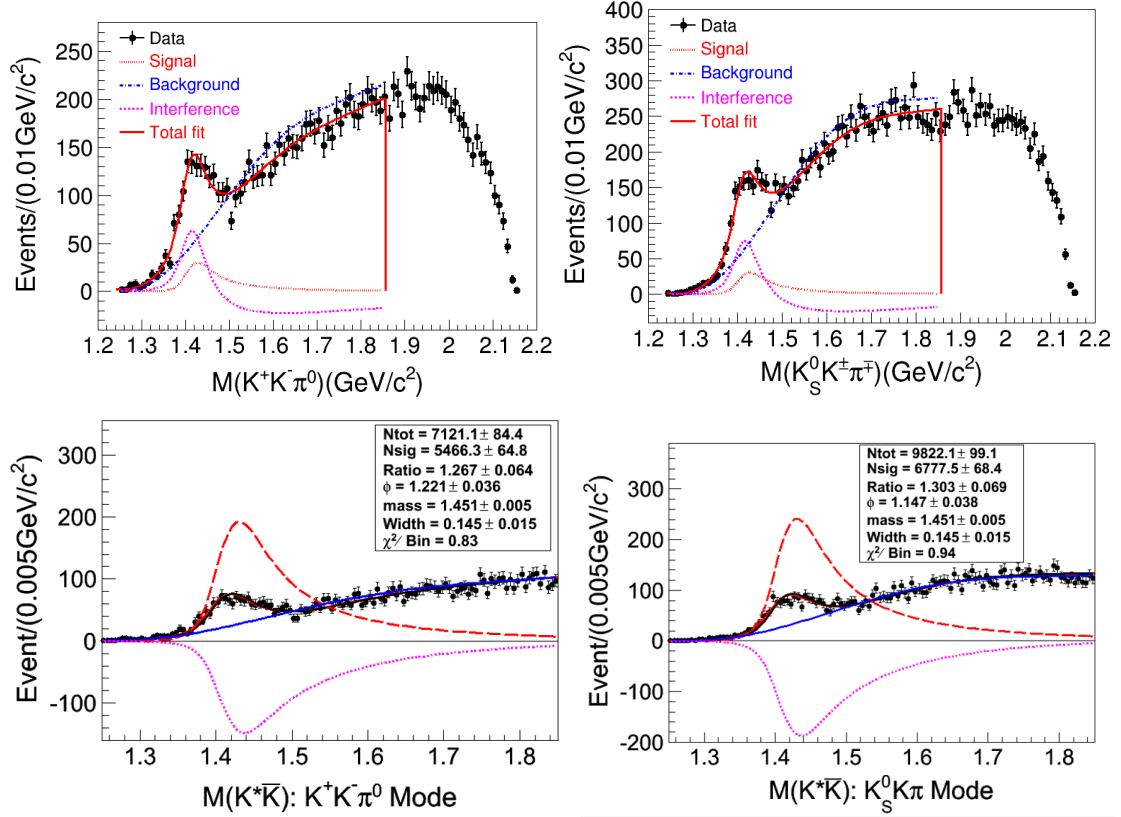 Events/(0.01GeV/c²)
250
200
150
100
50
0
Data
Signal
Background
Interference
Total fit
1.2 1.3 1.4 1.5 1.6 1.7 1.8 1.9 2 2.1 2.2
M(K⁺K⁻π⁰)(GeV/c²)
Events/(0.01GeV/c²)
400
350
300
250
200
150
100
50
0
Data
Signal
Background
Interference
Total fit
1.2 1.3 1.4 1.5 1.6 1.7 1.8 1.9 2 2.1 2.2
M(K⁰SK±π∓)(GeV/c²)
Event/(0.005GeV/c²)
300
200
100
0
-100
Ntot = 7121.1 ± 84.4
Nsig = 5466.3 ± 64.8
Ratio = 1.267 ± 0.064
ϕ = 1.221 ± 0.036
mass = 1.451 ± 0.005
Width = 0.145 ± 0.015
χ²/ Bin = 0.83
1.3 1.4 1.5 1.6 1.7 1.8
M(K*K̅): K⁺K⁻π⁰ Mode
Event/(0.005GeV/c²)
300
200
100
0
-100
-200
Ntot = 9822.1 ± 99.1
Nsig = 6777.5 ± 68.4
Ratio = 1.303 ± 0.069
ϕ = 1.147 ± 0.038
mass = 1.451 ± 0.005
Width = 0.145 ± 0.015
χ²/ Bin = 0.94
1.3 1.4 1.5 1.6 1.7 1.8
M(K*K̅): K⁰SKπ Mode